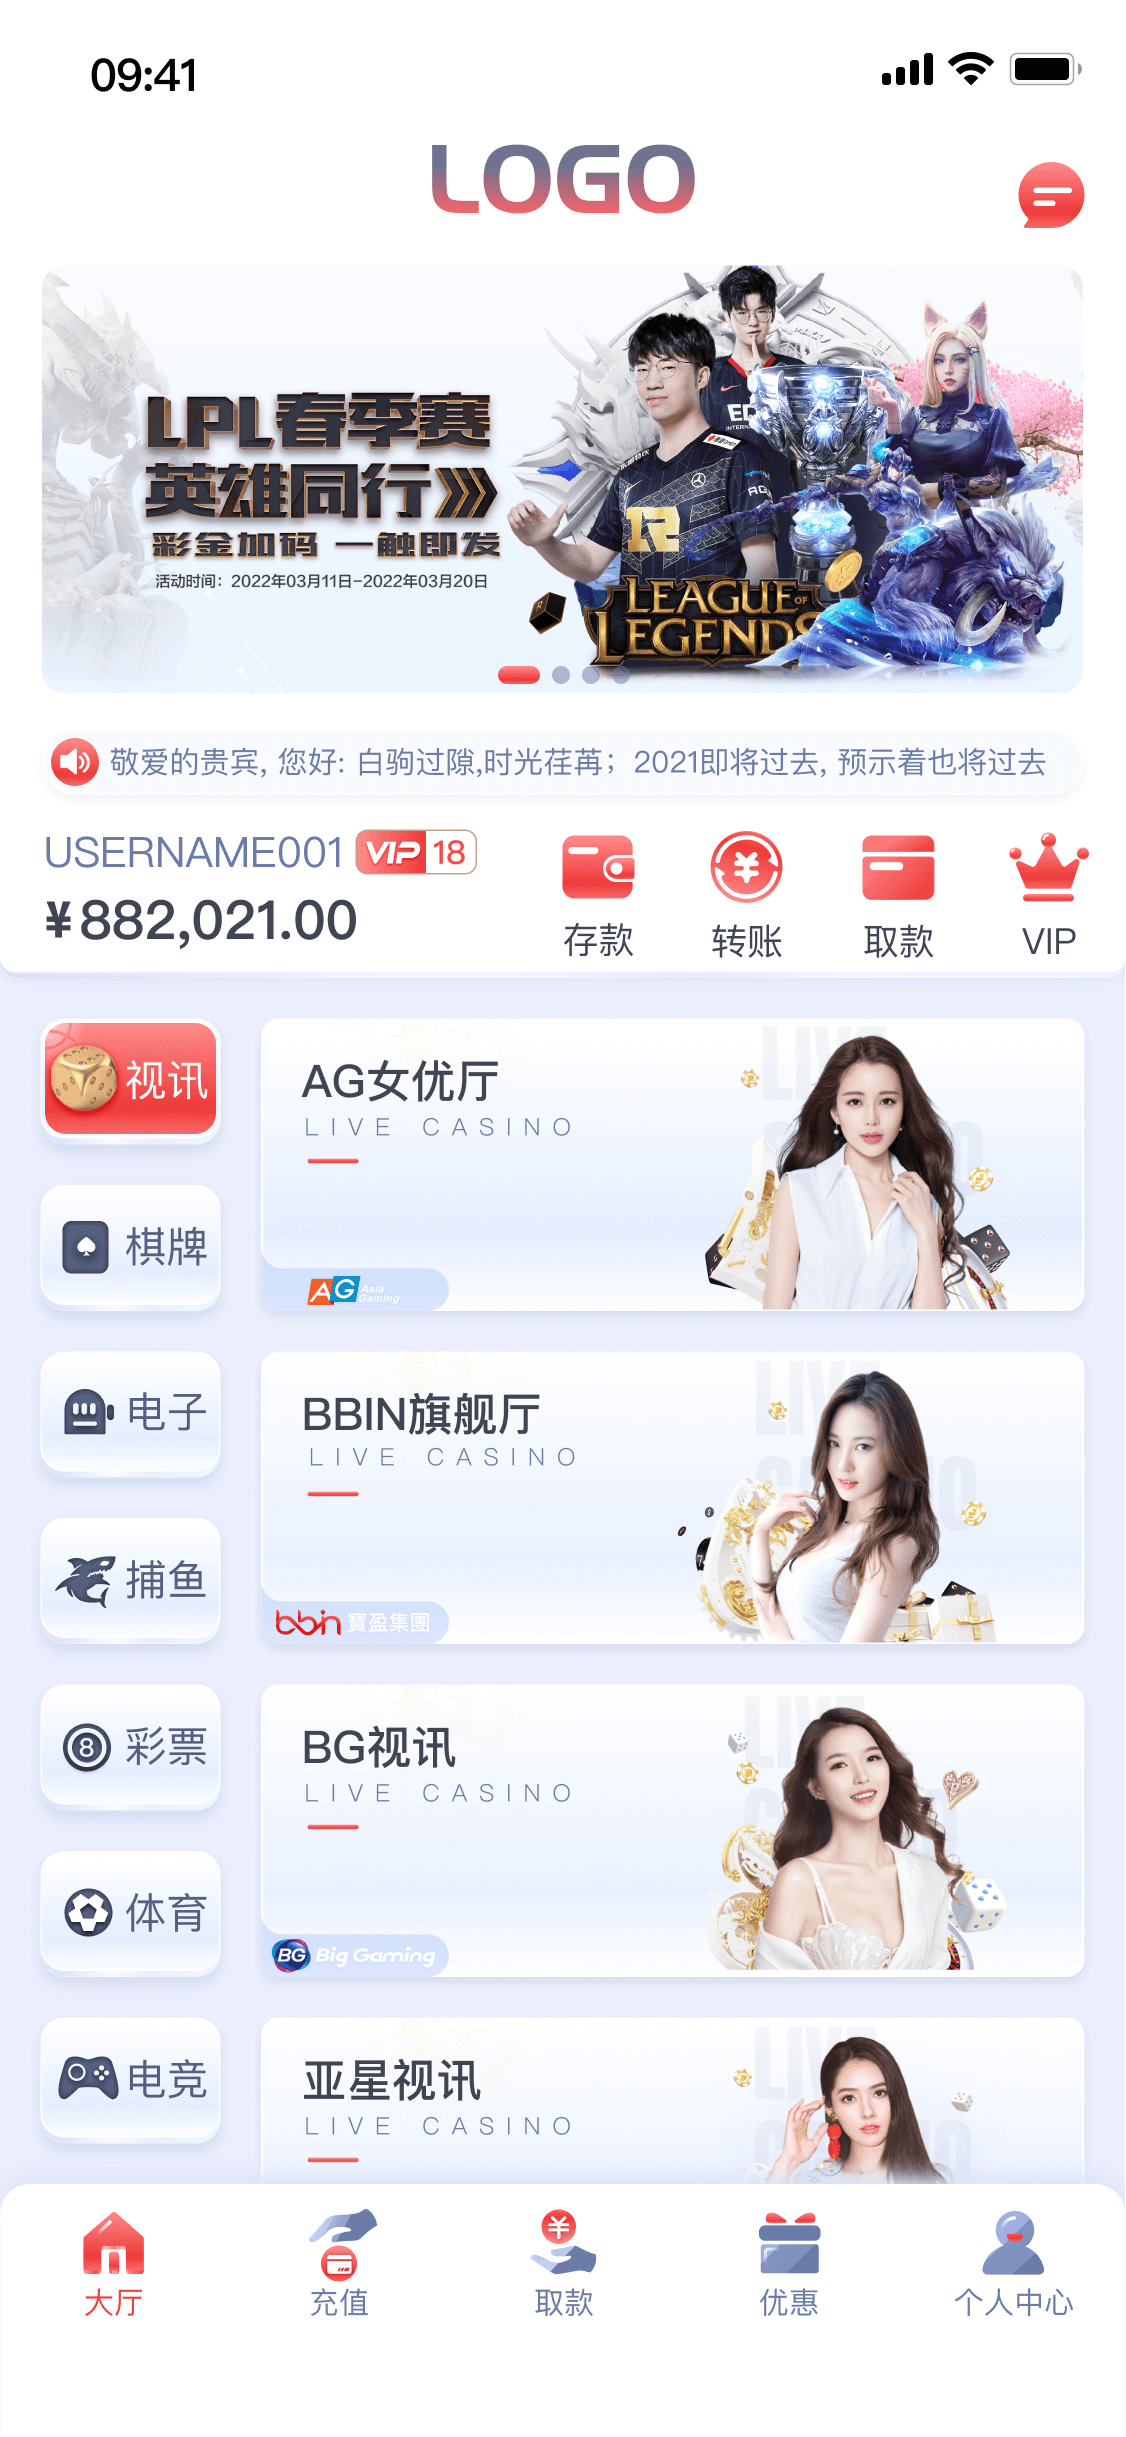 09:41
LOGO
LPL春季赛
英雄同行
彩金加码 一触即发
活动时间：2022年03月11日-2022年03月20日
LEAGUE OF
LEGENDS
敬爱的贵宾, 您好: 白驹过隙,时光荏苒；2021即将过去, 预示着也将过去
USERNAME001 VIP 18
¥882,021.00
存款
转账
取款
VIP
视讯
棋牌
电子
捕鱼
彩票
体育
电竞
AG女优厅
LIVE CASINO
AG Asia Gaming
BBIN旗舰厅
LIVE CASINO
bbin 寶盈集團
BG视讯
LIVE CASINO
BG Big Gaming
亚星视讯
LIVE CASINO
大厅
充值
取款
优惠
个人中心